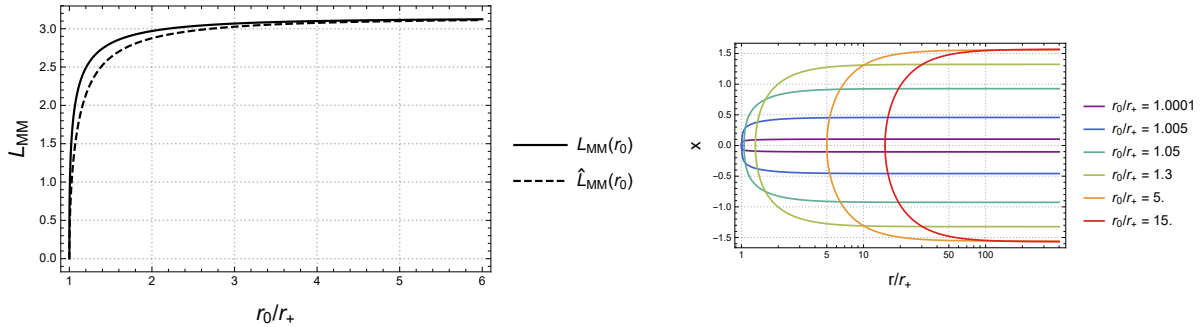 L_MM
3.0
2.5
2.0
1.5
1.0
0.5
0.0
1 2 3 4 5 6
r_0/r_+
L_MM(r_0)
L̂_MM(r_0)
x
1.5
1.0
0.5
0.0
-0.5
-1.0
-1.5
1 5 10 50 100
r/r_+
r_0/r_+ = 1.0001
r_0/r_+ = 1.005
r_0/r_+ = 1.05
r_0/r_+ = 1.3
r_0/r_+ = 5.
r_0/r_+ = 15.